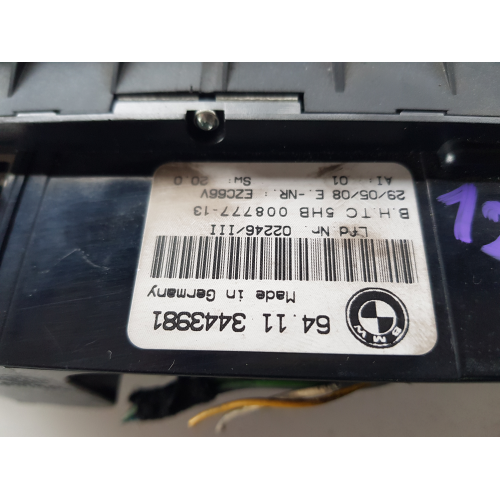 BMW
64.11 3443981
Made in Germany
Lfd Nr. 02246/III
B.H.TC 5HB 008777-13
29/05/08 E.-NR.: EZC66V
AI: .01 Sw: 20.0